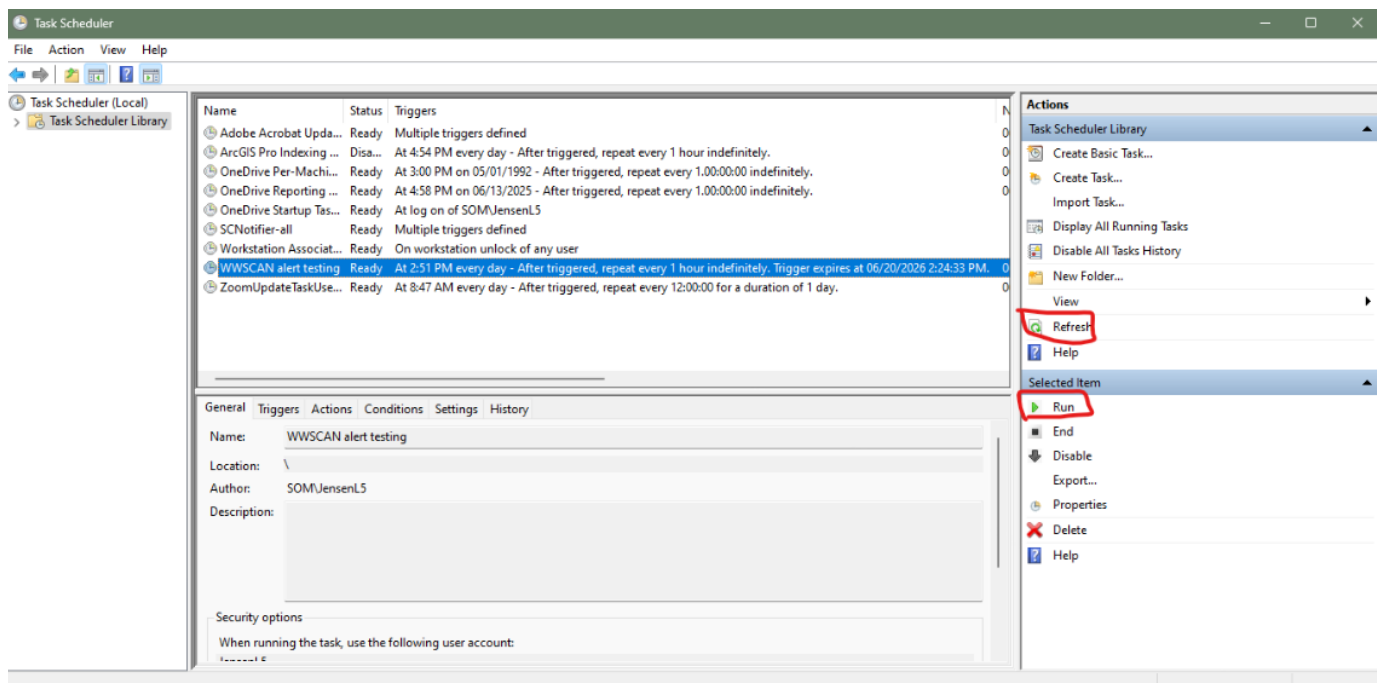 Task Scheduler
File Action View Help
Task Scheduler (Local)
Task Scheduler Library
Name Status Triggers N
Adobe Acrobat Upda... Ready Multiple triggers defined 0
ArcGIS Pro Indexing ... Disa... At 4:54 PM every day - After triggered, repeat every 1 hour indefinitely. 0
OneDrive Per-Machi... Ready At 3:00 PM on 05/01/1992 - After triggered, repeat every 1.00:00:00 indefinitely. 0
OneDrive Reporting ... Ready At 4:58 PM on 06/13/2025 - After triggered, repeat every 1.00:00:00 indefinitely. 0
OneDrive Startup Tas... Ready At log on of SOM\JensenL5
SCNotifier-all Ready Multiple triggers defined
Workstation Associat... Ready On workstation unlock of any user
WWSCAN alert testing Ready At 2:51 PM every day - After triggered, repeat every 1 hour indefinitely. Trigger expires at 06/20/2026 2:24:33 PM. 0
ZoomUpdateTaskUse... Ready At 8:47 AM every day - After triggered, repeat every 12:00:00 for a duration of 1 day. 0
General Triggers Actions Conditions Settings History
Name: WWSCAN alert testing
Location: \
Author: SOM\JensenL5
Description:
Security options
When running the task, use the following user account:
Actions
Task Scheduler Library
Create Basic Task...
Create Task...
Import Task...
Display All Running Tasks
Disable All Tasks History
New Folder...
View
Refresh
Help
Selected Item
Run
End
Disable
Export...
Properties
Delete
Help